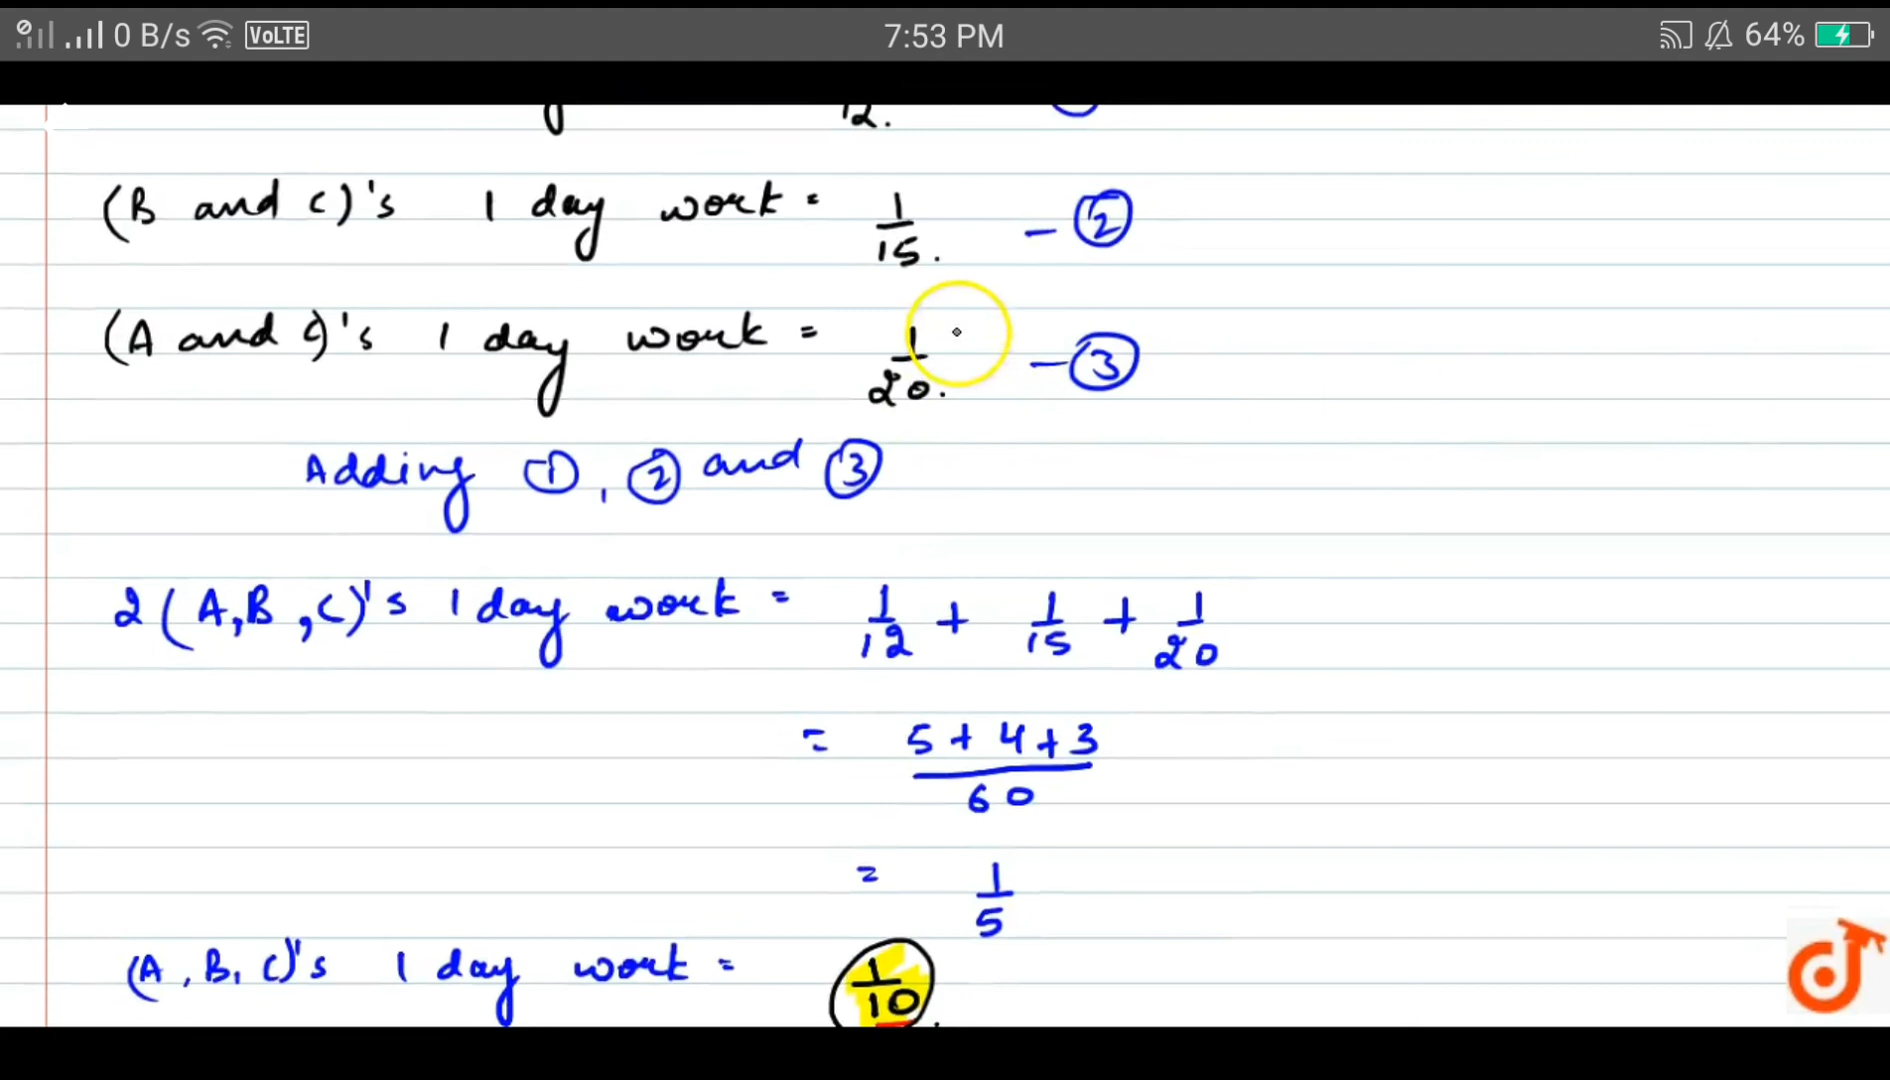 0 B/s VoLTE 7:53 PM 64%
12.
(B and C)'s 1 day work = 1/15. - ②
(A and C)'s 1 day work = 1/20. - ③
Adding ①, ② and ③
2 (A,B,C)'s 1 day work = 1/12 + 1/15 + 1/20
= 5+4+3/60
= 1/5
(A, B, C)'s 1 day work = 1/10.